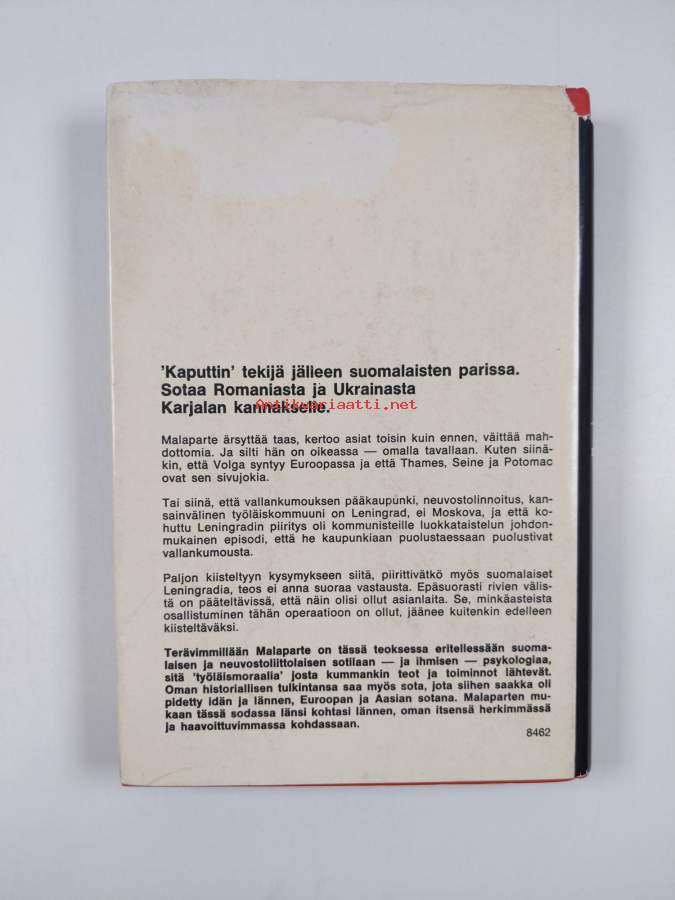 'Kaputtin' tekijä jälleen suomalaisten parissa.
Sotaa Romaniasta ja Ukrainasta
Antikvariaatti.net
Karjalan kannakselle.
Malaparte ärsyttää taas, kertoo asiat toisin kuin ennen, väittää mah-
dottomia. Ja silti hän on oikeassa — omalla tavallaan. Kuten siinä-
kin, että Volga syntyy Euroopassa ja että Thames, Seine ja Potomac
ovat sen sivujokia.
Tai siinä, että vallankumouksen pääkaupunki, neuvostolinnoitus, kan-
sainvälinen työläiskommuuni on Leningrad, ei Moskova, ja että ko-
huttu Leningradin piiritys oli kommunisteille luokkataistelun johdon-
mukainen episodi, että he kaupunkiaan puolustaessaan puolustivat
vallankumousta.
Paljon kiisteltyyn kysymykseen siitä, piirittivätkö myös suomalaiset
Leningradia, teos ei anna suoraa vastausta. Epäsuorasti rivien välis-
tä on pääteltävissä, että näin olisi ollut asianlaita. Se, minkäasteista
osallistuminen tähän operaatioon on ollut, jäänee kuitenkin edelleen
kiisteltäväksi.
Terävimmillään Malaparte on tässä teoksessa eritellessään suoma-
laisen ja neuvostoliittolaisen sotilaan — ja ihmisen — psykologiaa,
sitä 'työläismoraalia' josta kummankin teot ja toiminnot lähtevät.
Oman historiallisen tulkintansa saa myös sota, jota siihen saakka oli
pidetty idän ja lännen, Euroopan ja Aasian sotana. Malaparten mu-
kaan tässä sodassa länsi kohtasi lännen, oman itsensä herkimmässä
ja haavoittuvimmassa kohdassaan.
8462